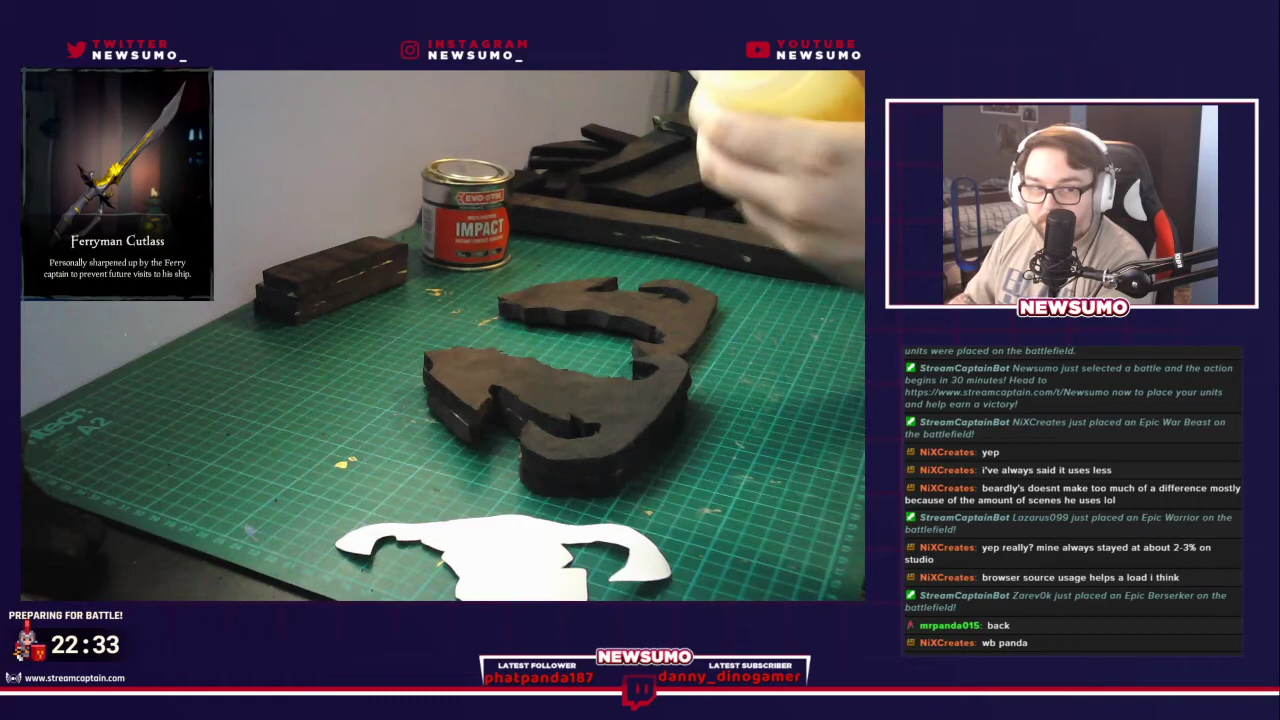 TWITTER
NEWSUMO_
INSTAGRAM
NEWSUMO_
YOUTUBE
NEWSUMO
Ferryman Cutlass
Personally sharpened up by the Ferry
captain to prevent future visits to his ship.
EVO-STIK
IMPACT
A2
NEWSUMO
units were placed on the battlefield.
StreamCaptainBot Newsumo just selected a battle and the action
begins in 30 minutes! Head to
https://www.streamcaptain.com/t/Newsumo now to place your units
and help earn a victory!
StreamCaptainBot NiXCreates just placed an Epic War Beast on
the battlefield!
NiXCreates: yep
NiXCreates: i've always said it uses less
NiXCreates: beardly's doesnt make too much of a difference mostly
because of the amount of scenes he uses lol
StreamCaptainBot Lazarus099 just placed an Epic Warrior on the
battlefield!
NiXCreates: yep really? mine always stayed at about 2-3% on
studio
NiXCreates: browser source usage helps a load i think
StreamCaptainBot Zarev0k just placed an Epic Berserker on the
battlefield!
mrpanda015: back
NiXCreates: wb panda
PREPARING FOR BATTLE!
22:33
www.streamcaptain.com
NEWSUMO
LATEST FOLLOWER
phatpanda187
LATEST SUBSCRIBER
danny_dinogamer